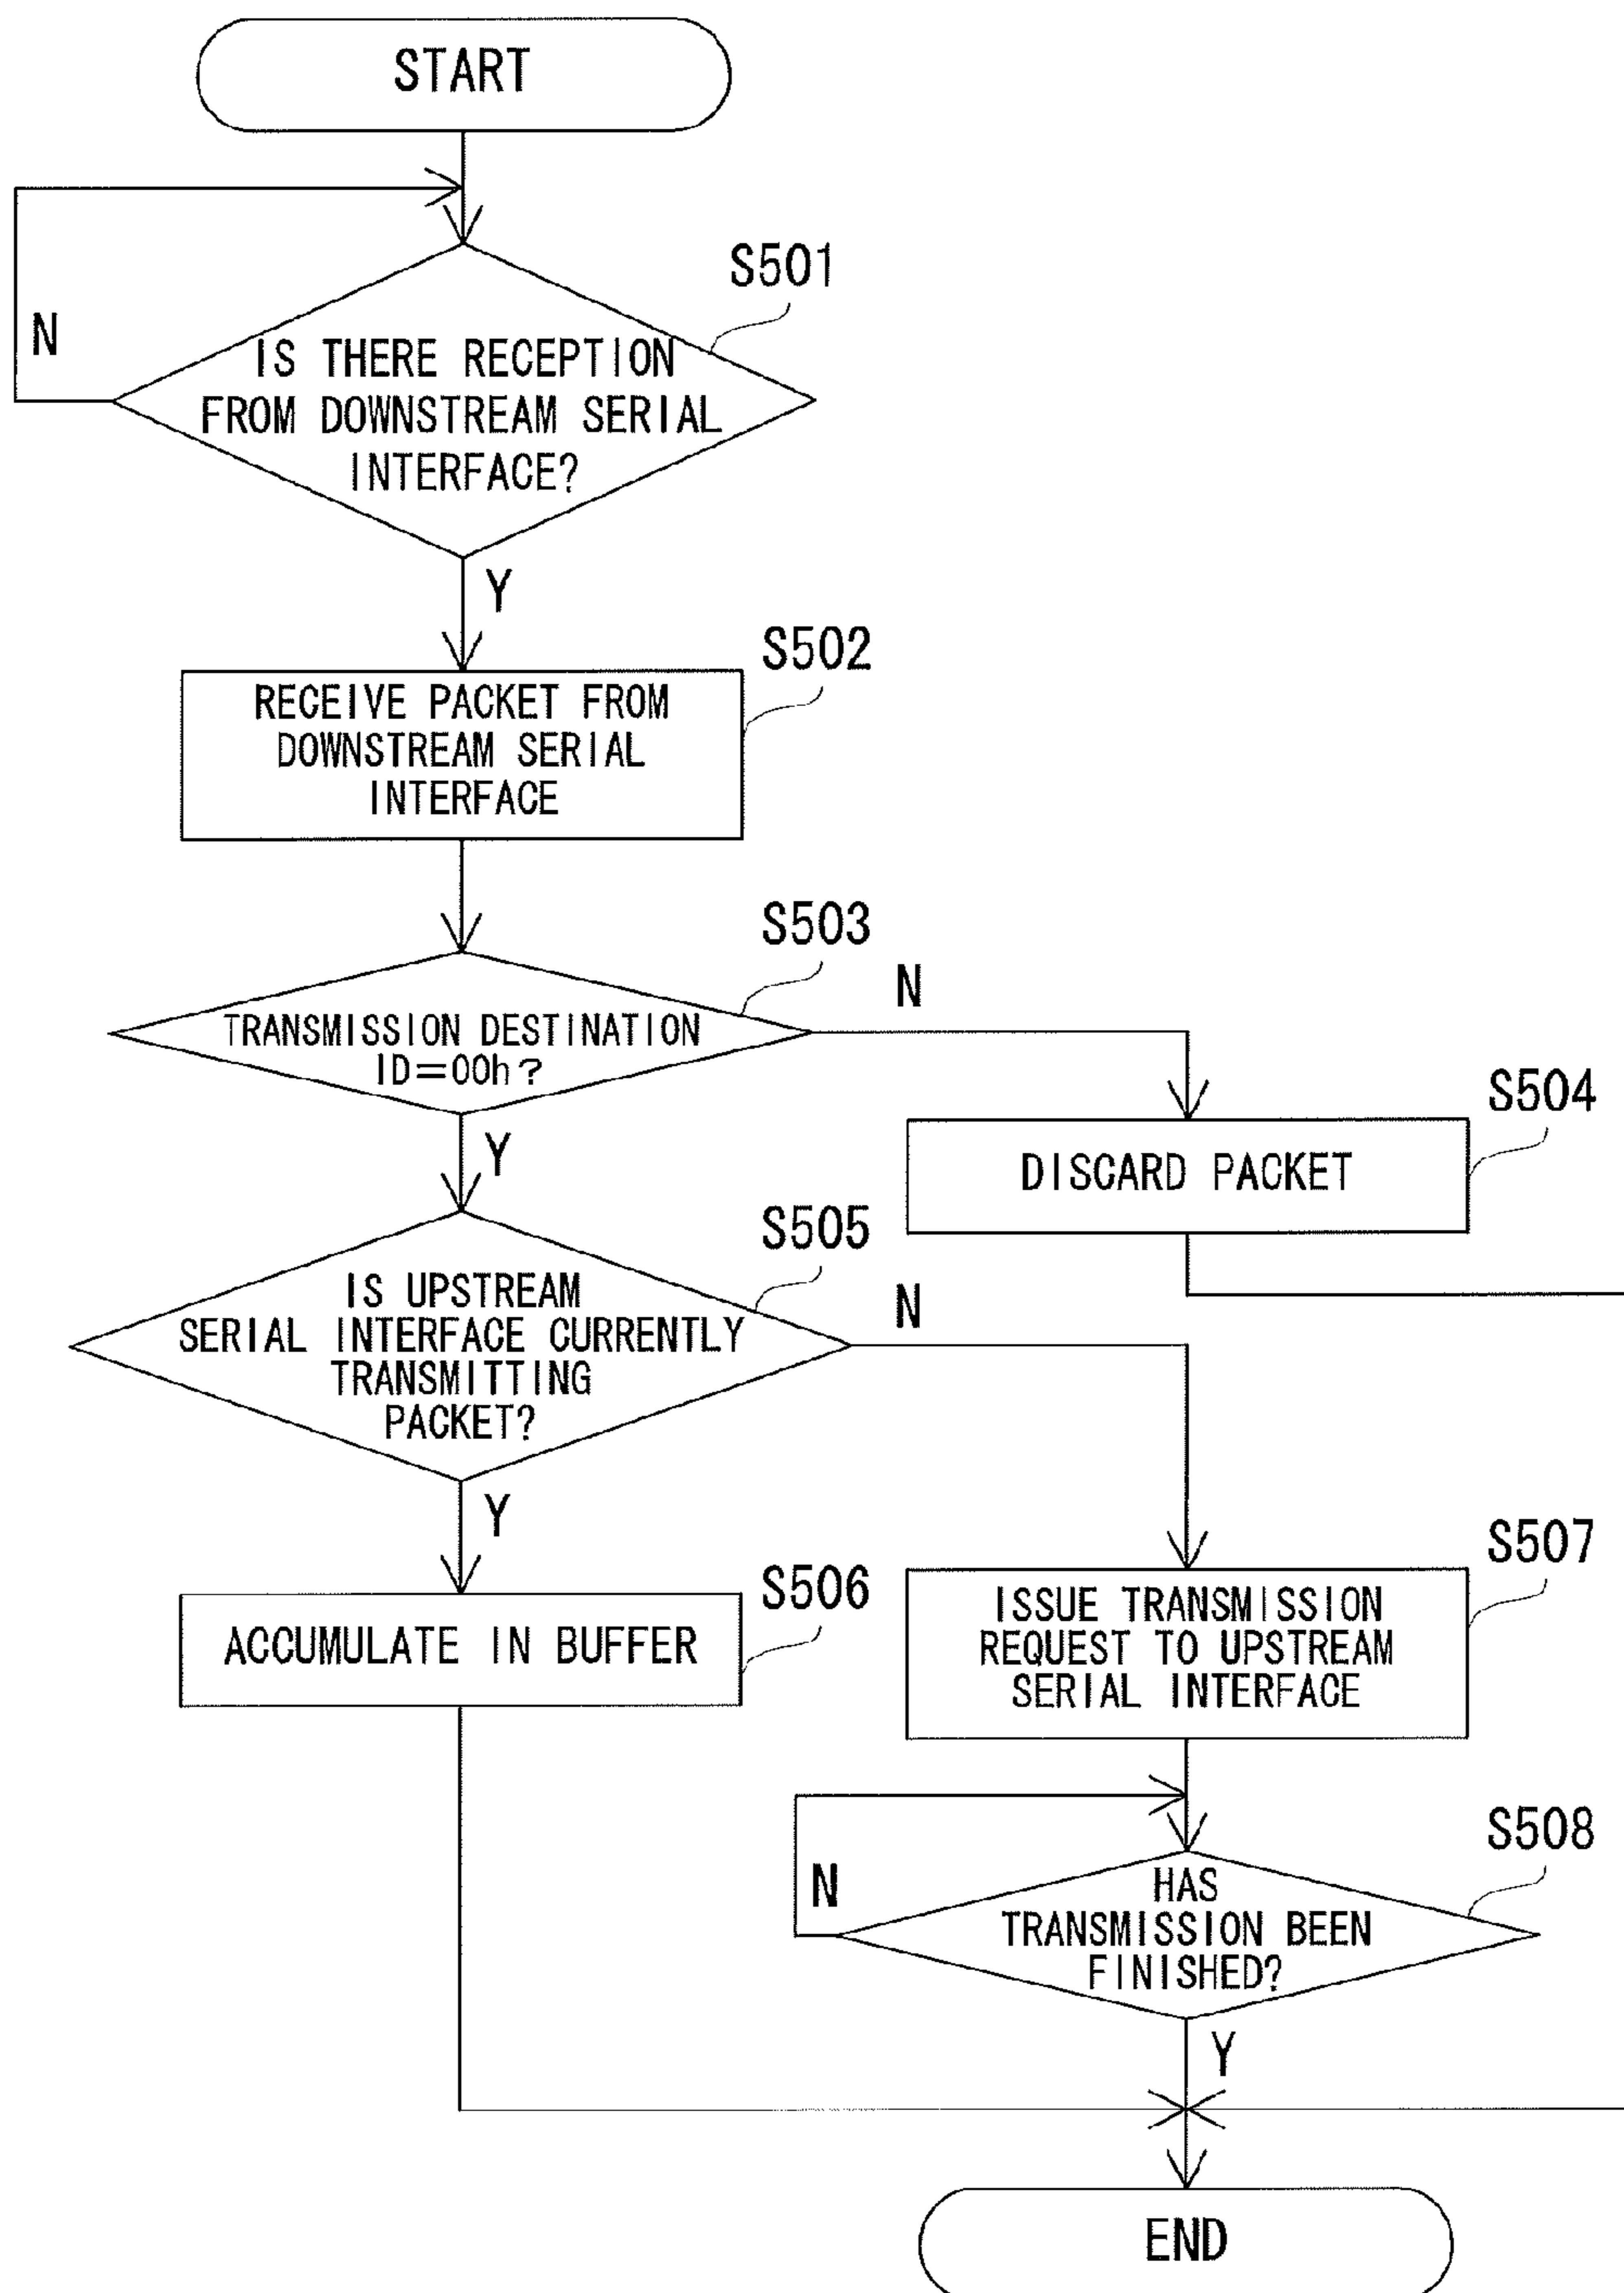 START
S501
N
IS THERE RECEPTION
FROM DOWNSTREAM SERIAL
INTERFACE?
Y
S502
RECEIVE PACKET FROM
DOWNSTREAM SERIAL
INTERFACE
S503
N
TRANSMISSION DESTINATION
ID=00h?
Y
S504
DISCARD PACKET
S505
N
IS UPSTREAM
SERIAL INTERFACE CURRENTLY
TRANSMITTING
PACKET?
Y
S506
ACCUMULATE IN BUFFER
S507
ISSUE TRANSMISSION
REQUEST TO UPSTREAM
SERIAL INTERFACE
S508
N
HAS
TRANSMISSION BEEN
FINISHED?
Y
END